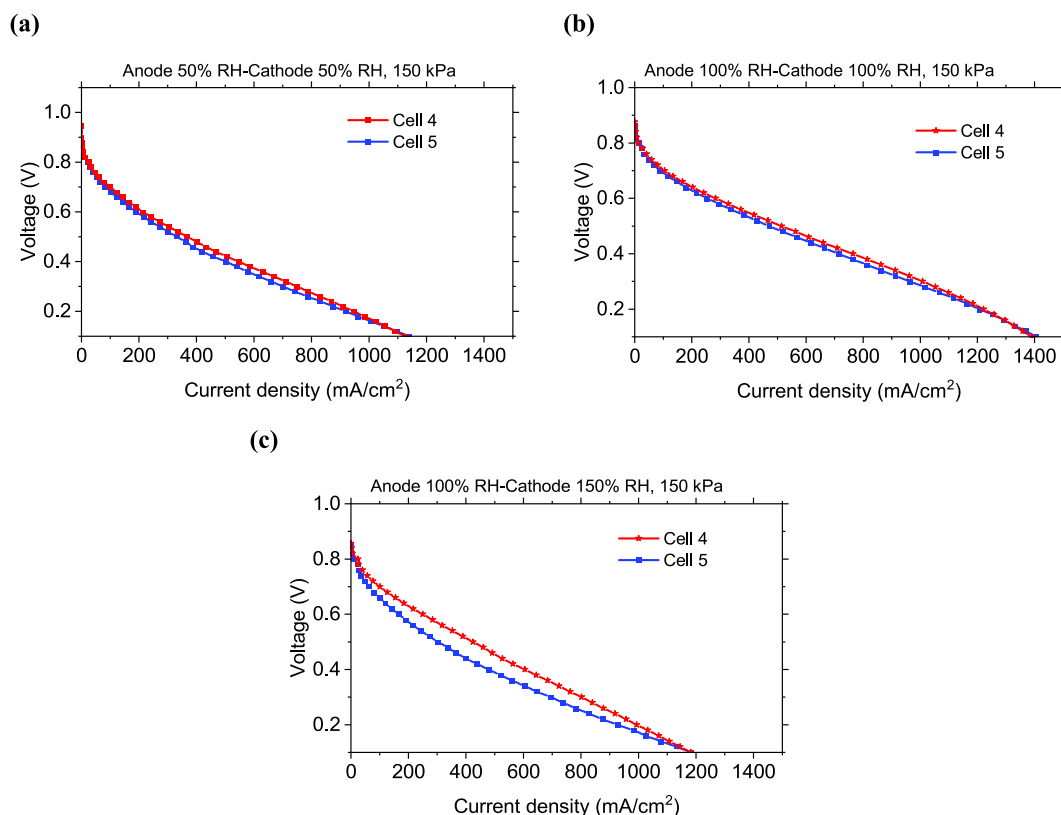 (a)
Anode 50% RH-Cathode 50% RH, 150 kPa
1.0
0.8
0.6
0.4
0.2
Voltage (V)
Cell 4
Cell 5
0 200 400 600 800 1000 1200 1400
Current density (mA/cm²)
(b)
Anode 100% RH-Cathode 100% RH, 150 kPa
1.0
0.8
0.6
0.4
0.2
Voltage (V)
Cell 4
Cell 5
0 200 400 600 800 1000 1200 1400
Current density (mA/cm²)
(c)
Anode 100% RH-Cathode 150% RH, 150 kPa
1.0
0.8
0.6
0.4
0.2
Voltage (V)
Cell 4
Cell 5
0 200 400 600 800 1000 1200 1400
Current density (mA/cm²)